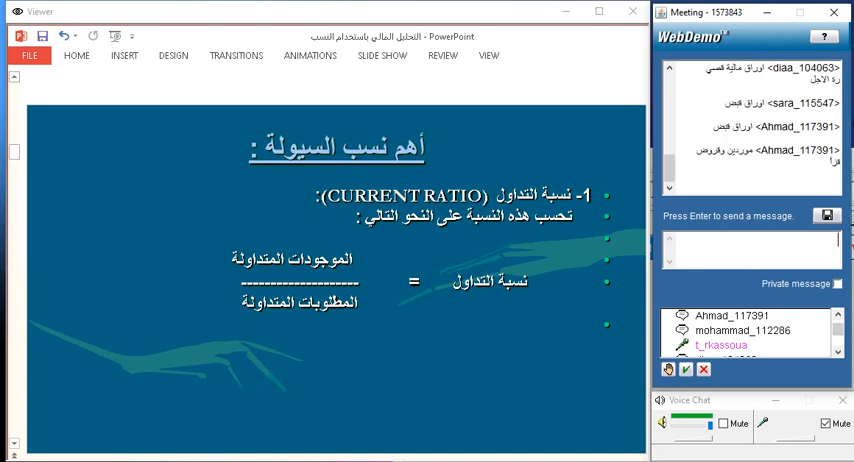 Viewer
التحليل المالي باستخدام النسب - PowerPoint
FILE HOME INSERT DESIGN TRANSITIONS ANIMATIONS SLIDE SHOW REVIEW VIEW
أهم نسب السيولة :
1- نسبة التداول (CURRENT RATIO):
تحسب هذه النسبة على النحو التالي :
الموجودات المتداولة
نسبة التداول = --------------------
المطلوبات المتداولة
Meeting - 1573843
WebDemo™
?
<diaa_104063> اوراق مالية قصي
رة الاجل
<sara_115547> اوراق قبض
<Ahmad_117391> اوراق قبض
<Ahmad_117391> موردين وقروض
Press Enter to send a message.
Private message
Ahmad_117391
mohammad_112286
t_rkassoua
Voice Chat
Mute
Mute